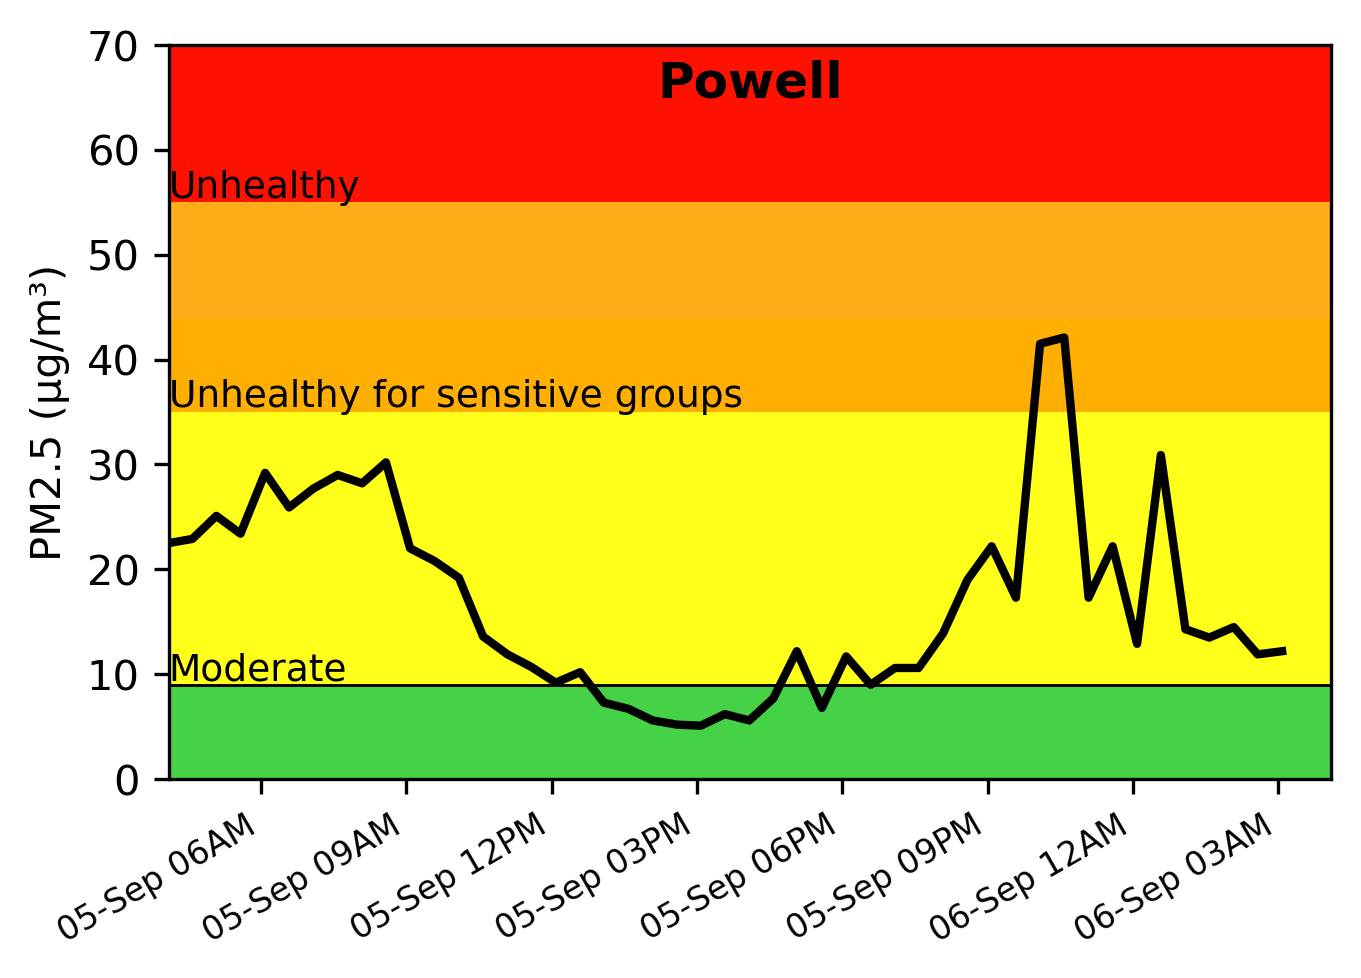 Powell
PM2.5 (µg/m³)
70
60
50
40
30
20
10
0
Unhealthy
Unhealthy for sensitive groups
Moderate
05-Sep 06AM
05-Sep 09AM
05-Sep 12PM
05-Sep 03PM
05-Sep 06PM
05-Sep 09PM
06-Sep 12AM
06-Sep 03AM